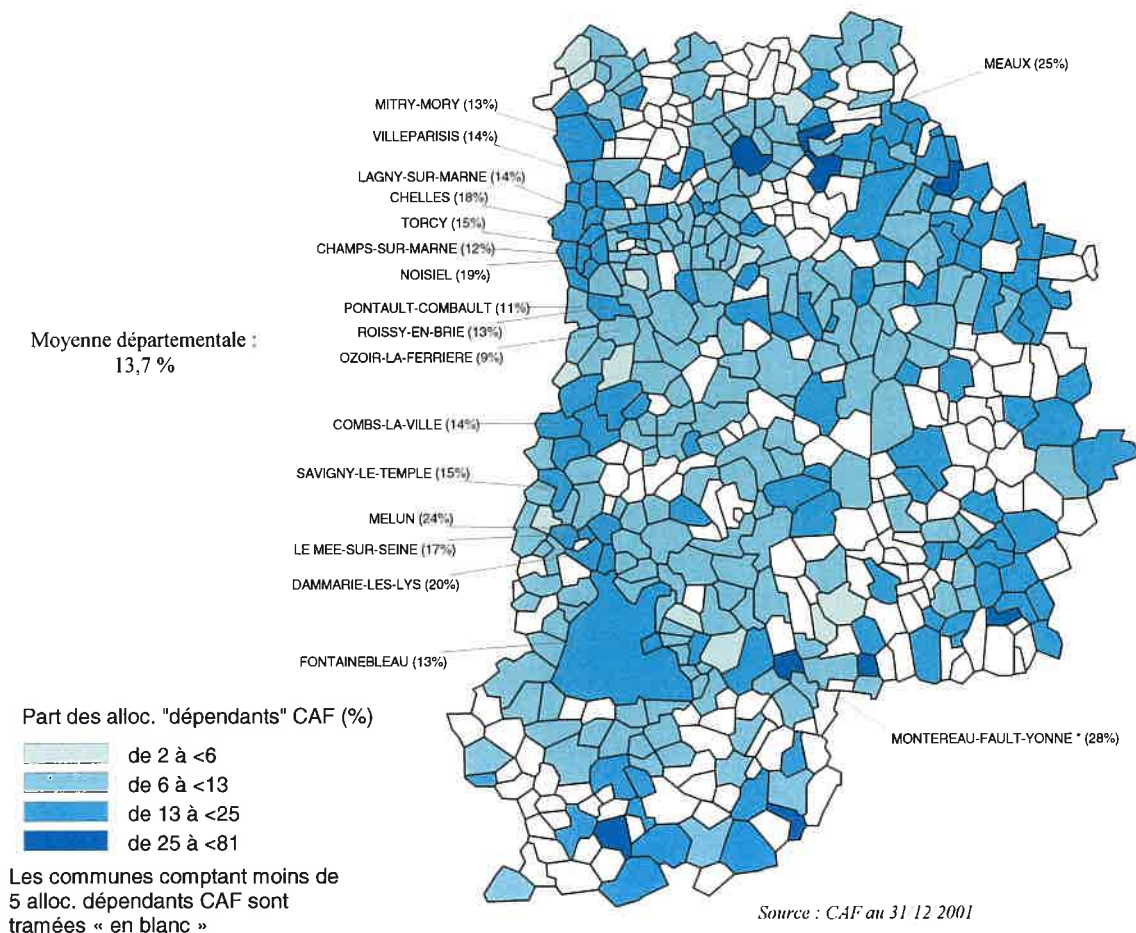 MEAUX (25%)
MITRY-MORY (13%)
VILLEPARISIS (14%)
LAGNY-SUR-MARNE (14%)
CHELLES (18%)
TORCY (15%)
CHAMPS-SUR-MARNE (12%)
NOISIEL (19%)
PONTAULT-COMBAULT (11%)
ROISSY-EN-BRIE (13%)
OZOIR-LA-FERRIERE (9%)
Moyenne départementale :
13,7 %
COMBS-LA-VILLE (14%)
SAVIGNY-LE-TEMPLE (15%)
MELUN (24%)
LE MEE-SUR-SEINE (17%)
DAMMARIE-LES-LYS (20%)
FONTAINEBLEAU (13%)
MONTEREAU-FAULT-YONNE * (28%)
Part des alloc. "dépendants" CAF (%)
de 2 à <6
de 6 à <13
de 13 à <25
de 25 à <81
Les communes comptant moins de
5 alloc. dépendants CAF sont
tramées « en blanc »
Source : CAF au 31 12 2001